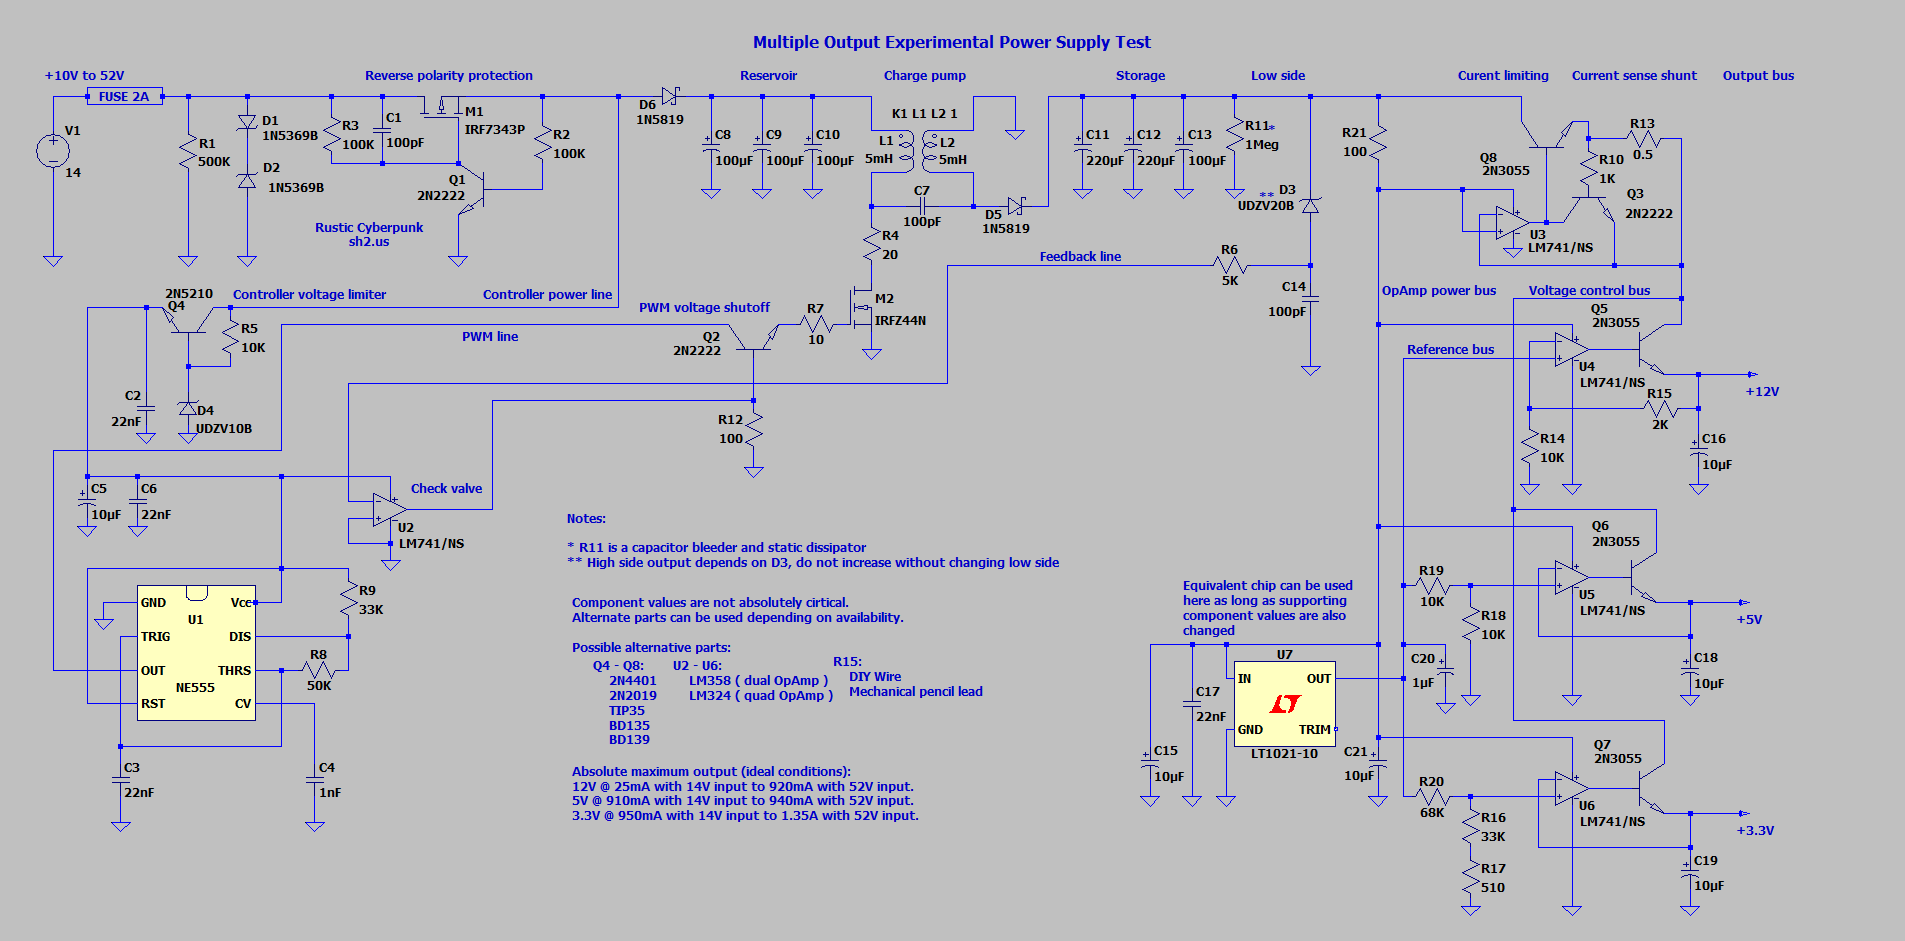 Multiple Output Experimental Power Supply Test
+10V to 52V
Reverse polarity protection
Reservoir
Charge pump
Storage
Low side
Curent limiting
Current sense shunt
Output bus
FUSE 2A
V1
14
R1
500K
D1
1N5369B
D2
1N5369B
R3
100K
C1
100pF
M1
IRF7343P
R2
100K
Q1
2N2222
Rustic Cyberpunk
sh2.us
D6
1N5819
C8
100µF
C9
100µF
C10
100µF
K1 L1 L2 1
L1
5mH
L2
5mH
C7
100pF
D5
1N5819
R4
20
C11
220µF
C12
220µF
C13
100µF
R11*
1Meg
** D3
UDZV20B
R21
100
Q8
2N3055
R13
0.5
R10
1K
Q3
2N2222
U3
LM741/NS
Feedback line
R6
5K
C14
100pF
2N5210
Q4
Controller voltage limiter
Controller power line
PWM voltage shutoff
R5
10K
PWM line
Q2
2N2222
R7
10
M2
IRFZ44N
OpAmp power bus
Voltage control bus
Q5
2N3055
Reference bus
U4
LM741/NS
+12V
R15
2K
R14
10K
C16
10µF
C2
22nF
D4
UDZV10B
R12
100
C5
10µF
C6
22nF
Check valve
U2
LM741/NS
Notes:
* R11 is a capacitor bleeder and static dissipator
** High side output depends on D3, do not increase without changing low side
Component values are not absolutely cirtical.
Alternate parts can be used depending on availability.
Possible alternative parts:
Q4 - Q8:
2N4401
2N2019
TIP35
BD135
BD139
U2 - U6:
LM358 ( dual OpAmp )
LM324 ( quad OpAmp )
R15:
DIY Wire
Mechanical pencil lead
Absolute maximum output (ideal conditions):
12V @ 25mA with 14V input to 920mA with 52V input.
5V @ 910mA with 14V input to 940mA with 52V input.
3.3V @ 950mA with 14V input to 1.35A with 52V input.
GND
Vcc
U1
TRIG
DIS
OUT
THRS
NE555
RST
CV
R9
33K
R8
50K
C3
22nF
C4
1nF
Equivalent chip can be used
here as long as supporting
component values are also
changed
U7
IN
OUT
GND
TRIM
LT1021-10
C17
22nF
C15
10µF
C21
10µF
C20
1µF
Q6
2N3055
R19
10K
R18
10K
U5
LM741/NS
+5V
C18
10µF
Q7
2N3055
R20
68K
R16
33K
R17
510
U6
LM741/NS
+3.3V
C19
10µF